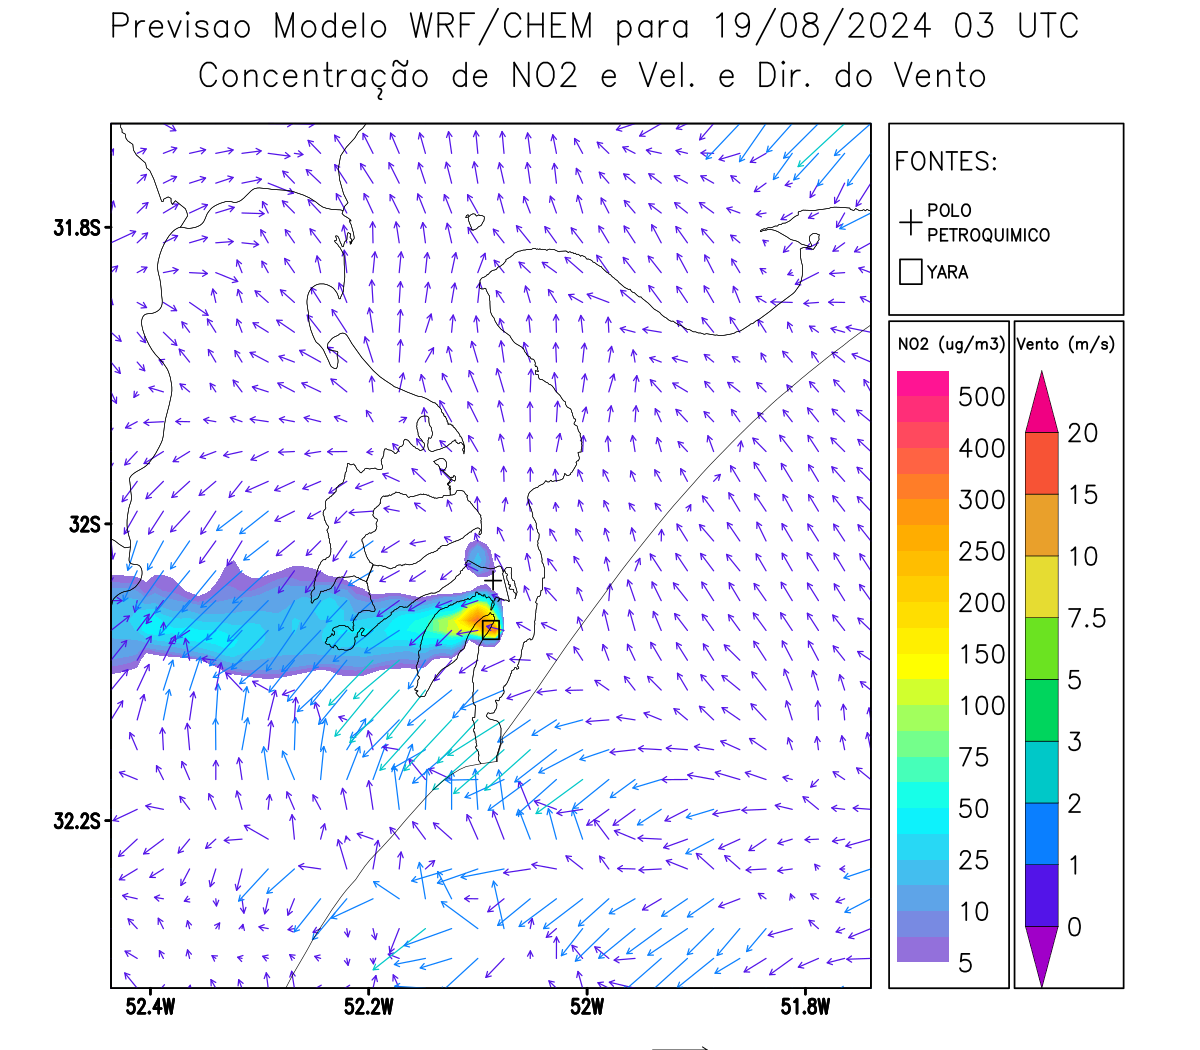 Previsao Modelo WRF/CHEM para 19/08/2024 03 UTC
Concentração de NO2 e Vel. e Dir. do Vento
FONTES:
POLO
PETROQUIMICO
YARA
31.8S
32S
32.2S
52.4W
52.2W
52W
51.8W
NO2 (ug/m3)
500
400
300
250
200
150
100
75
50
25
10
5
Vento (m/s)
20
15
10
7.5
5
3
2
1
0